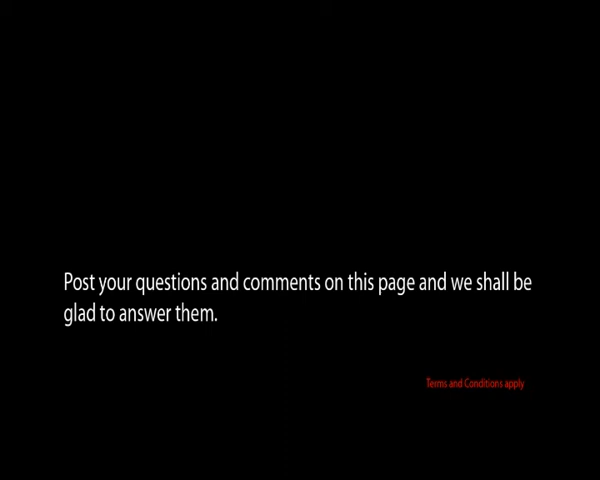 Post your questions and comments on this page and we shall be
glad to answer them.
Terms and Conditions apply